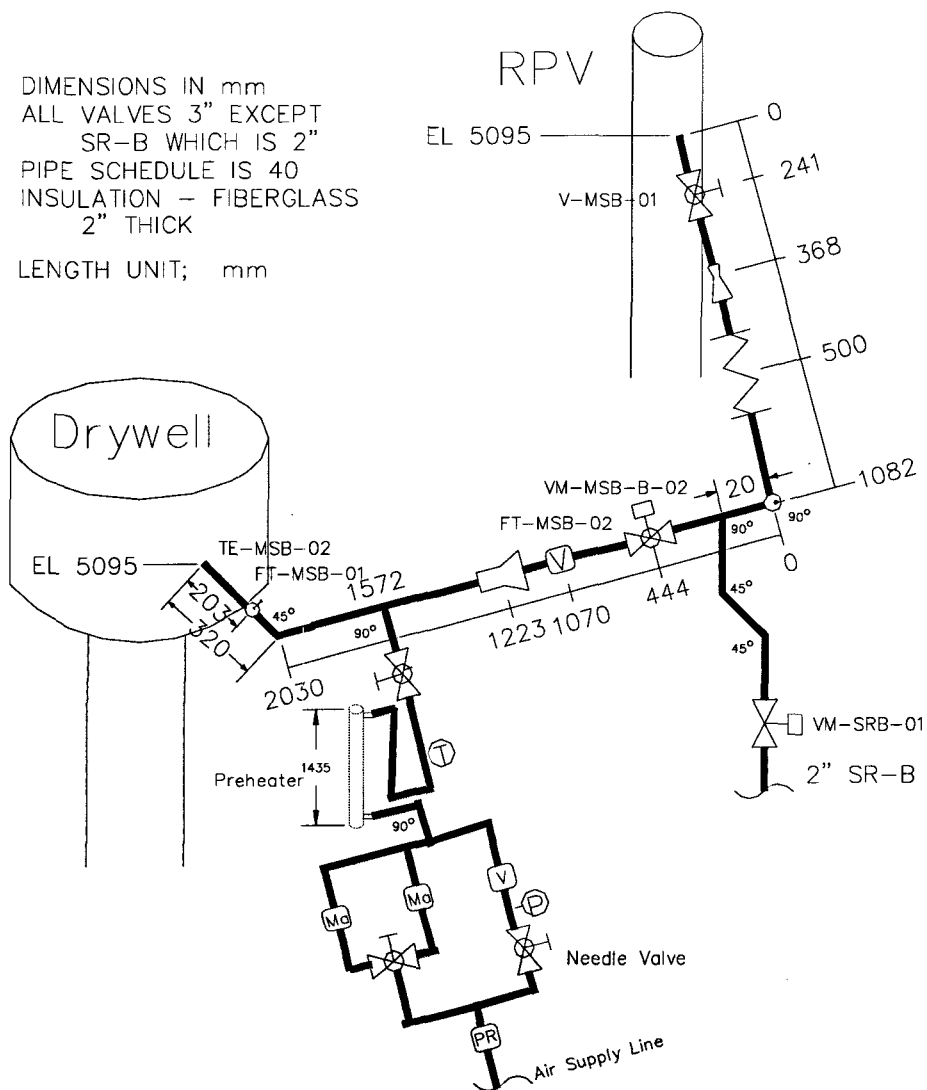 DIMENSIONS IN mm
ALL VALVES 3" EXCEPT
SR-B WHICH IS 2"
PIPE SCHEDULE IS 40
INSULATION - FIBERGLASS
2" THICK
LENGTH UNIT; mm
RPV
EL 5095
0
241
V-MSB-01
368
500
1082
Drywell
20
VM-MSB-B-02
FT-MSB-02
V
90°
90°
0
444
1070
1223
EL 5095
TE-MSB-02
FT-MSB-01
1572
203
320
45°
90°
2030
45°
45°
VM-SRB-01
2" SR-B
Preheater
1435
T
90°
Ma
Ma
V
P
Needle Valve
PR
Air Supply Line